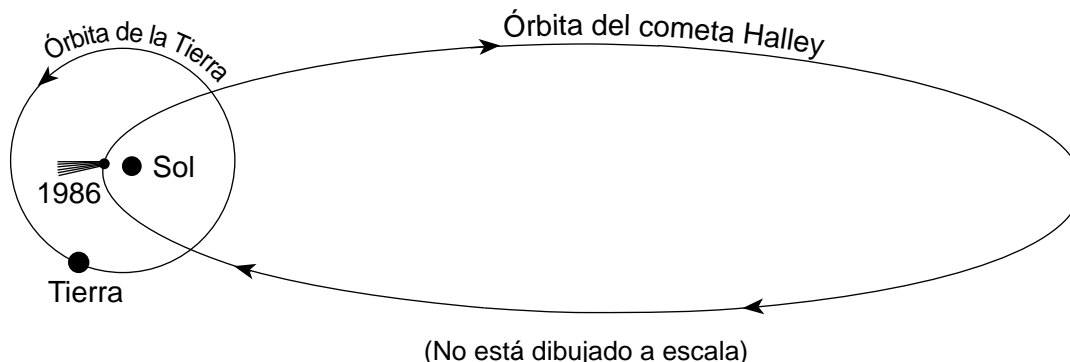 Órbita de la Tierra
Órbita del cometa Halley
Sol
1986
Tierra
(No está dibujado a escala)